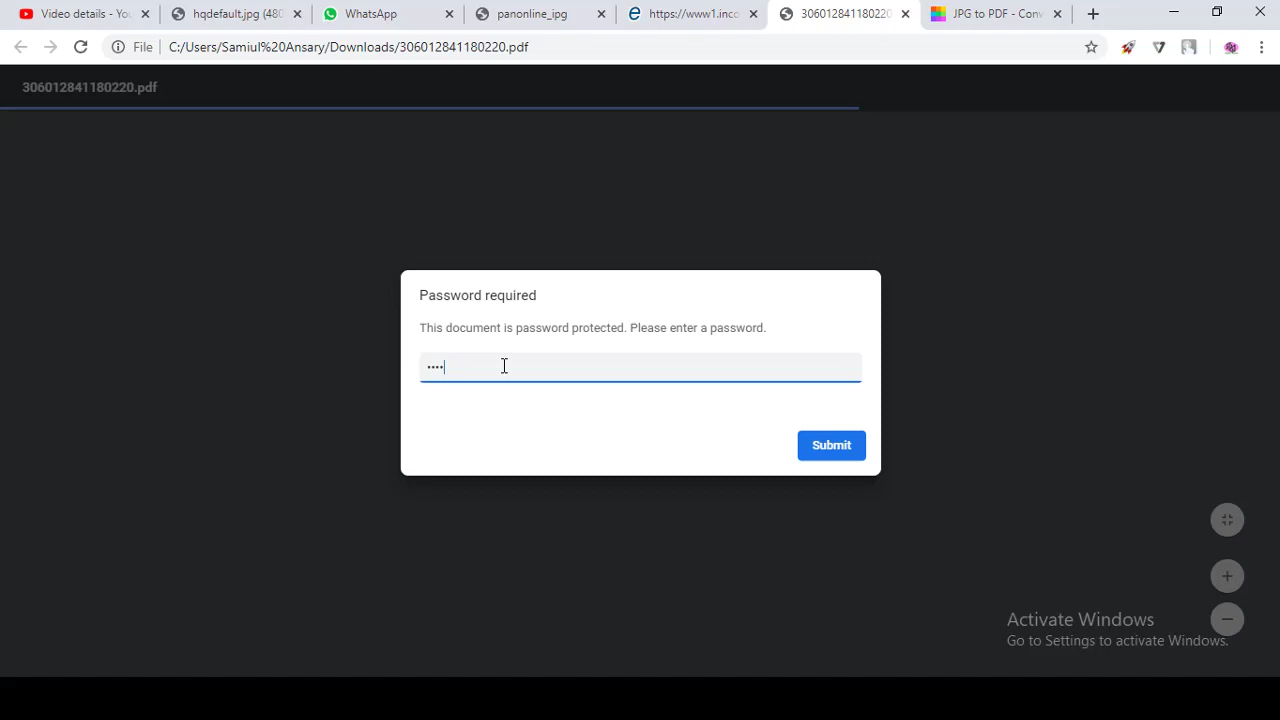 Video details - You
hqdefault.jpg (480
WhatsApp
panonline_ipg
https://www1.inco
306012841180220
JPG to PDF - Conv
File
C:/Users/Samiul%20Ansary/Downloads/306012841180220.pdf
306012841180220.pdf
Password required
This document is password protected. Please enter a password.
••••
Submit
Activate Windows
Go to Settings to activate Windows.